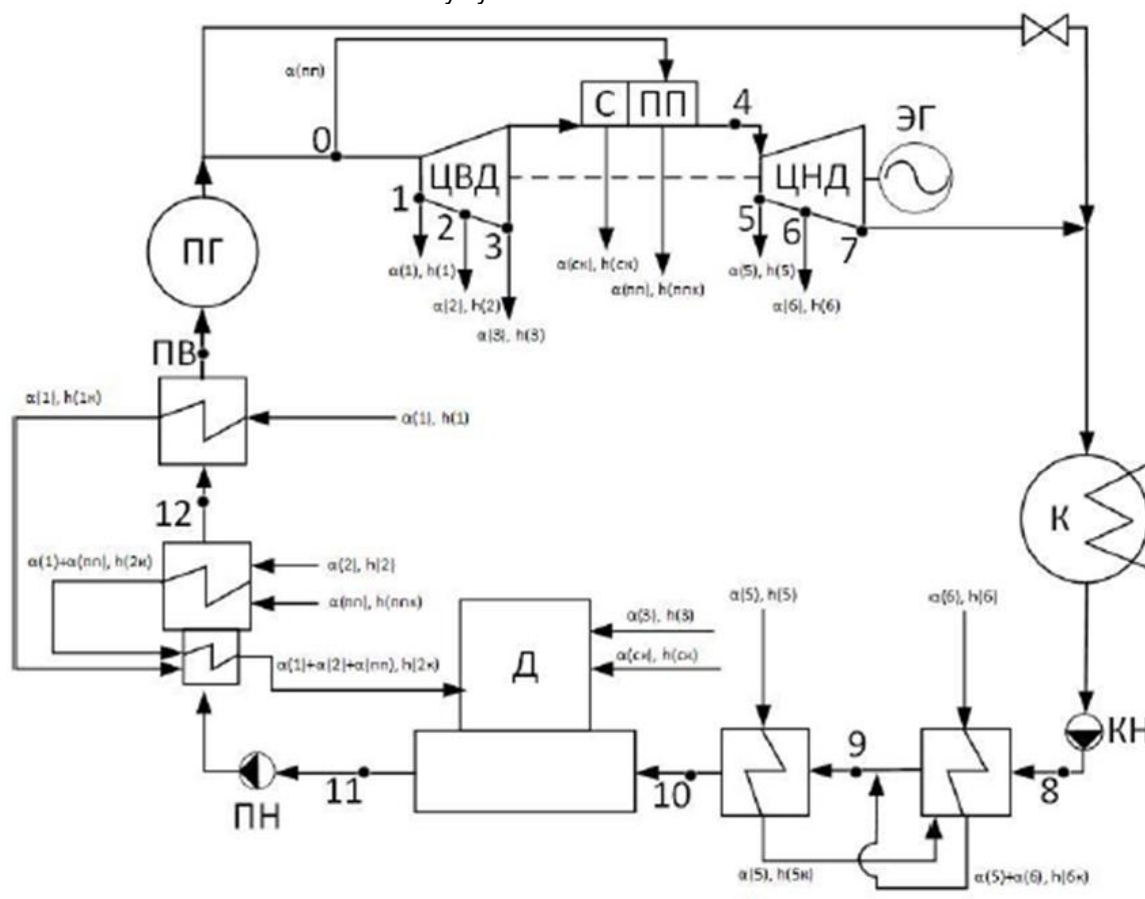 α(пп)
0
С ПП
4
ЭГ
ЦВД
ЦНД
1
2
3
5
6
7
ПГ
α(1), h(1)
α(2), h(2)
α(3), h(3)
α(ск), h(ск)
α(пп), h(ппк)
α(5), h(5)
α(6), h(6)
ПВ
α(1), h(1к)
α(1), h(1)
12
К
α(1)+α(пп), h(2к)
α(2), h(2)
α(пп), h(ппк)
α(5), h(5)
α(6), h(6)
α(3), h(3)
α(ск), h(ск)
Д
α(1)+α(2)+α(пп), h(2к)
КН
9
8
10
11
ПН
α(5), h(5к)
α(5)+α(6), h(6к)